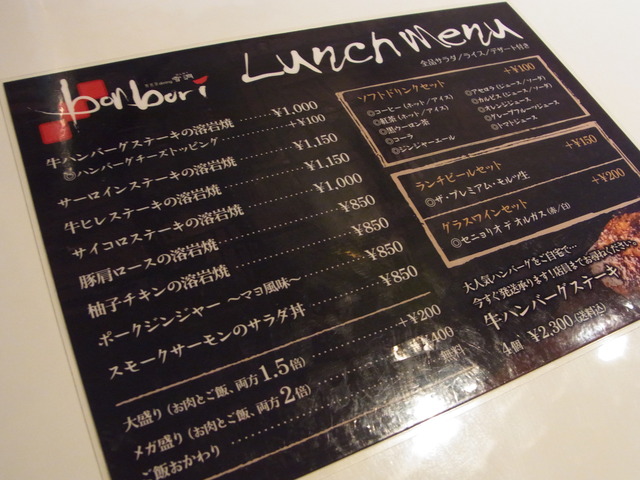 bonbori
Lunch menu
全品サラダ/ライス/デザート付き
牛ハンバーグステーキの溶岩焼 ¥1,000
ハンバーグチーズトッピング +¥100
サーロインステーキの溶岩焼 ¥1,150
牛ヒレステーキの溶岩焼 ¥1,150
サイコロステーキの溶岩焼 ¥1,000
豚肩ロースの溶岩焼 ¥850
柚子チキンの溶岩焼 ¥850
ポークジンジャー ～マヨ風味～ ¥850
スモークサーモンのサラダ丼 ¥850
大盛り (お肉とご飯、両方1.5倍) +¥200
メガ盛り (お肉とご飯、両方2倍) ¥400
ご飯おかわり 無料
ソフトドリンクセット +¥100
◎コーヒー(ホット/アイス)
◎紅茶(ホット/アイス)
◎黒ウーロン茶
◎コーラ
◎ジンジャーエール
◎アセロラ(ジュース/ソーダ)
◎カルピス(ジュース/ソーダ)
◎オレンジジュース
◎グレープフルーツジュース
◎トマトジュース
ランチビールセット +¥150
◎ザ・プレミアム・モルツ生
グラスワインセット +¥200
◎セニョリオ デ オルガス(赤/白)
大人気ハンバーグをご自宅で…
今すぐ発送承ります!店員までお尋ねください。
牛ハンバーグステーキ
4個 ¥2,300(送料込)